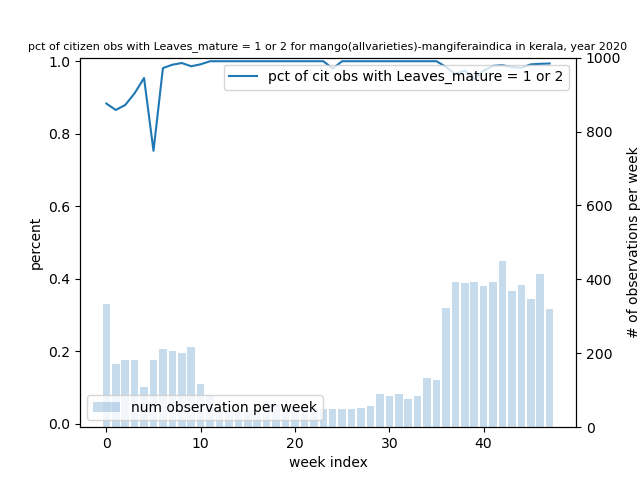 pct of citizen obs with Leaves_mature = 1 or 2 for mango(allvarieties)-mangiferaindica in kerala, year 2020
pct of cit obs with Leaves_mature = 1 or 2
1.0
0.8
0.6
0.4
0.2
0.0
percent
1000
800
600
400
200
0
# of observations per week
num observation per week
0 10 20 30 40
week index